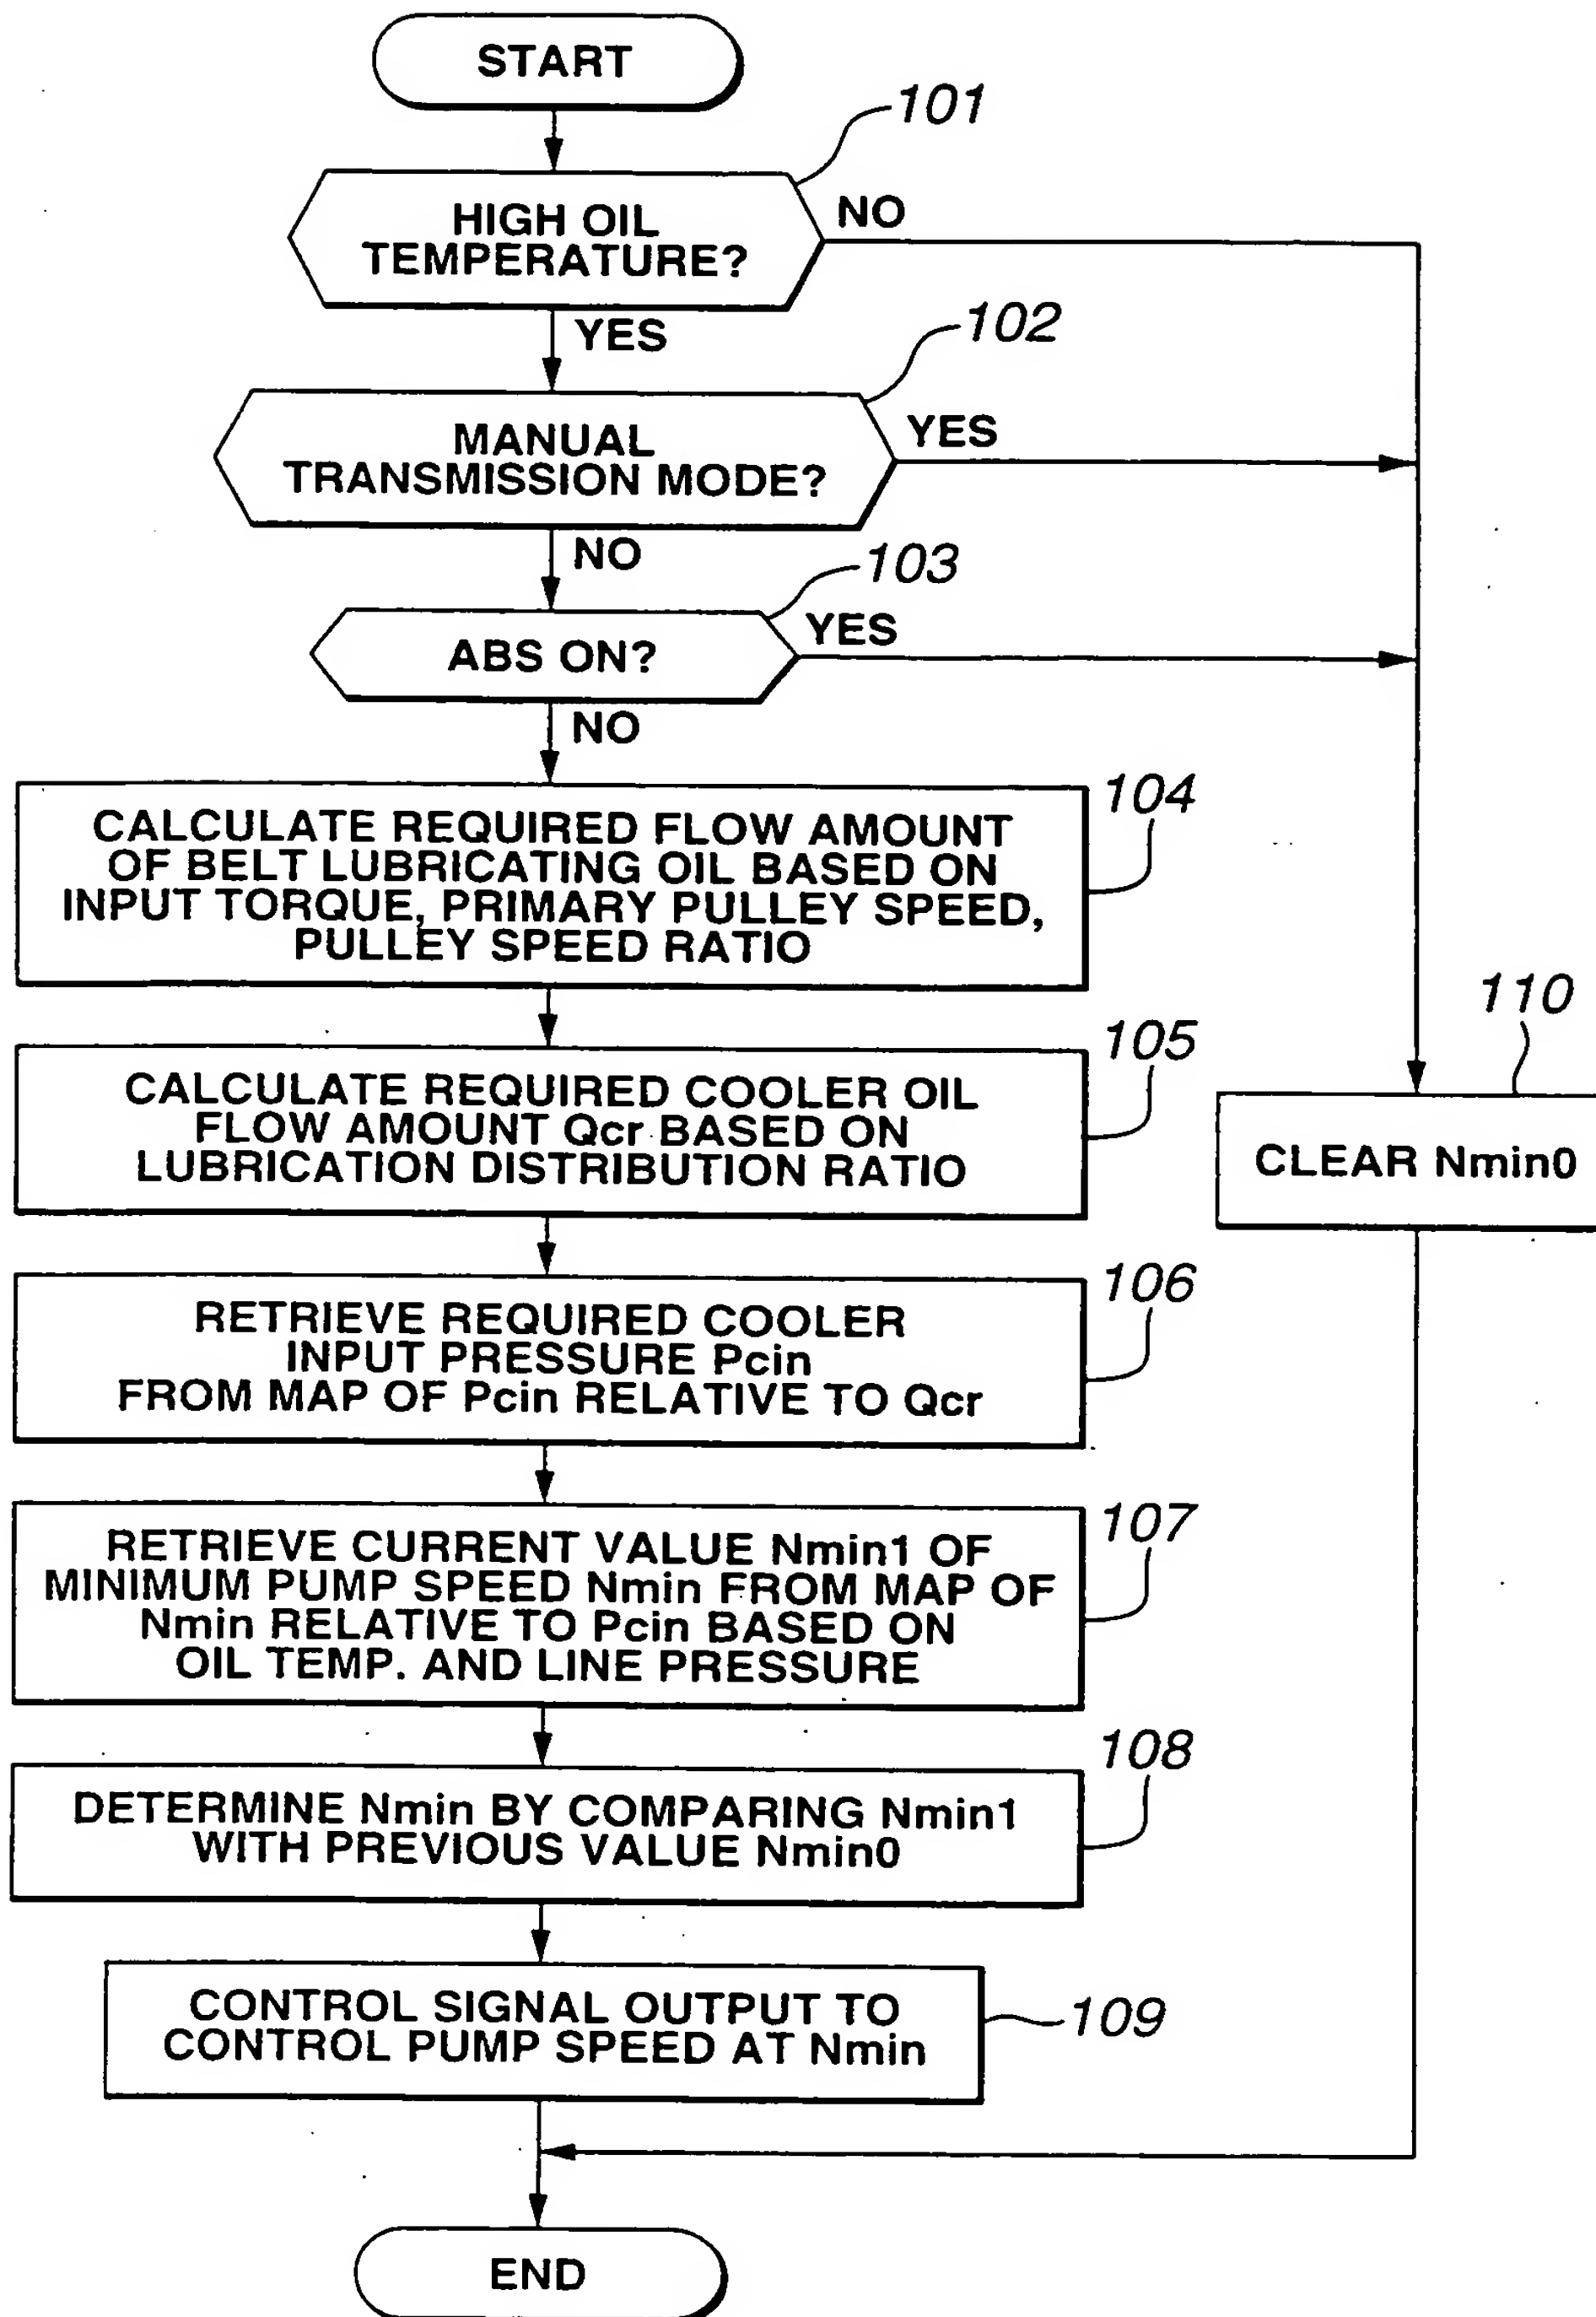 START
101
HIGH OIL
TEMPERATURE?
NO
YES
102
MANUAL
TRANSMISSION MODE?
YES
NO
103
ABS ON?
YES
NO
104
CALCULATE REQUIRED FLOW AMOUNT
OF BELT LUBRICATING OIL BASED ON
INPUT TORQUE, PRIMARY PULLEY SPEED,
PULLEY SPEED RATIO
105
CALCULATE REQUIRED COOLER OIL
FLOW AMOUNT Qcr BASED ON
LUBRICATION DISTRIBUTION RATIO
110
CLEAR Nmin0
106
RETRIEVE REQUIRED COOLER
INPUT PRESSURE Pcin
FROM MAP OF Pcin RELATIVE TO Qcr
107
RETRIEVE CURRENT VALUE Nmin1 OF
MINIMUM PUMP SPEED Nmin FROM MAP OF
Nmin RELATIVE TO Pcin BASED ON
OIL TEMP. AND LINE PRESSURE
108
DETERMINE Nmin BY COMPARING Nmin1
WITH PREVIOUS VALUE Nmin0
CONTROL SIGNAL OUTPUT TO
CONTROL PUMP SPEED AT Nmin
109
END